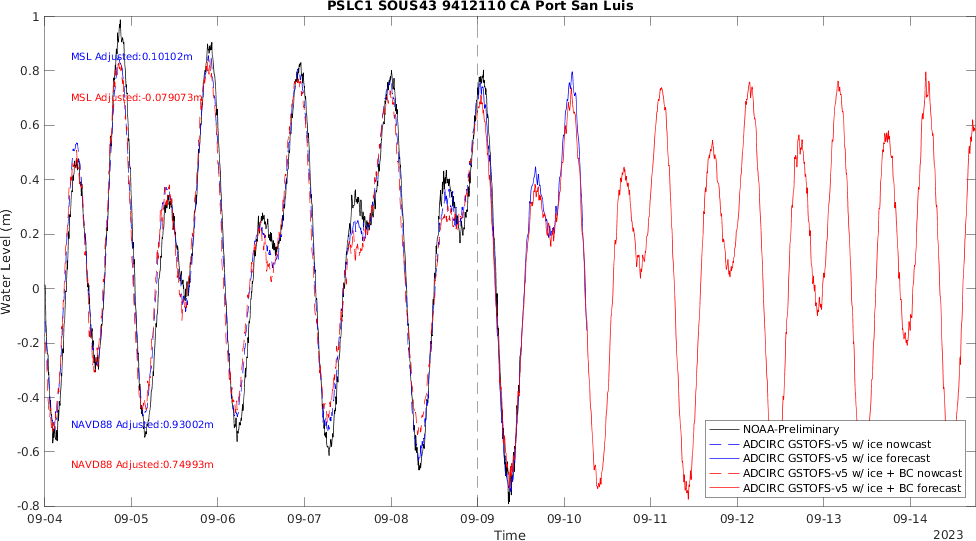 PSLC1 SOUS43 9412110 CA Port San Luis
1
MSL Adjusted:0.10102m
0.8
MSL Adjusted:-0.079073m
0.6
0.4
0.2
Water Level (m)
0
-0.2
-0.4
NAVD88 Adjusted:0.93002m
NOAA-Preliminary
ADCIRC GSTOFS-v5 w/ ice nowcast
-0.6
ADCIRC GSTOFS-v5 w/ ice forecast
NAVD88 Adjusted:0.74993m
ADCIRC GSTOFS-v5 w/ ice + BC nowcast
ADCIRC GSTOFS-v5 w/ ice + BC forecast
-0.8
09-04 09-05 09-06 09-07 09-08 09-09 09-10 09-11 09-12 09-13 09-14
Time
2023